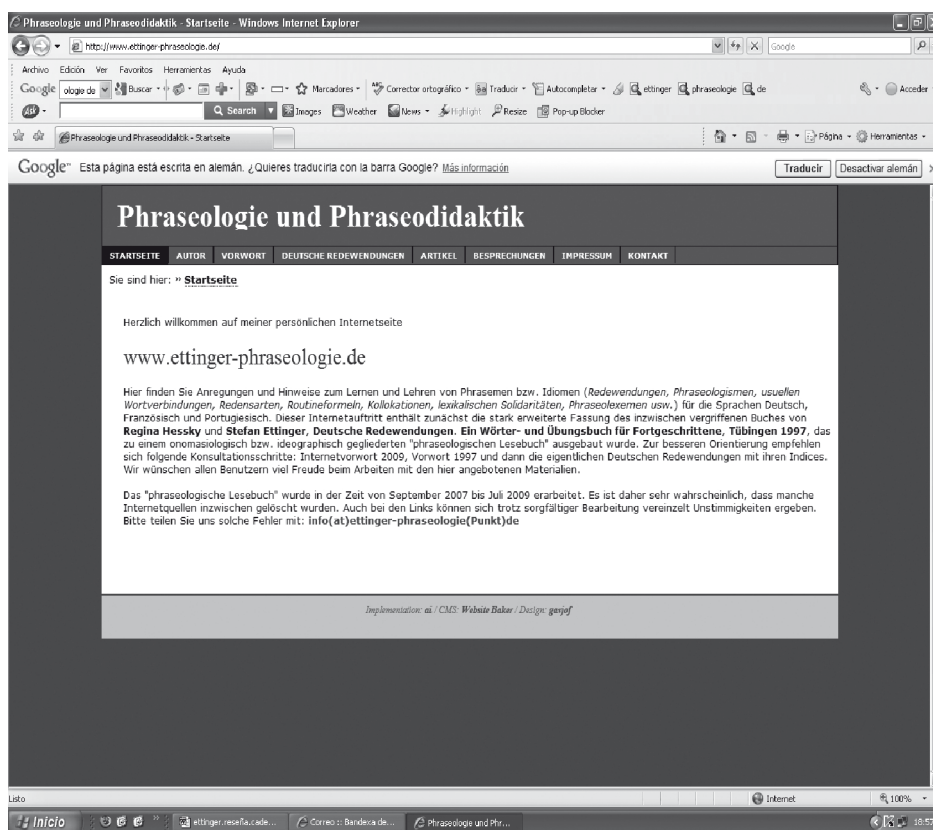 Phraseologie und Phraseodidaktik - Startseite - Windows Internet Explorer
http://www.ettinger-phraseologie.de/
Google
Archivo Edición Ver Favoritos Herramientas Ayuda
Google ologie de Buscar Marcadores Corrector ortográfico Traducir Autocompletar ettinger phraseologie de Acceder
Ask Search Images Weather News Highlight Resize Pop-up Blocker
Phraseologie und Phraseodidaktik - Startseite Página Herramientas
Google™ Esta página está escrita en alemán. ¿Quieres traducirla con la barra Google? Más información Traducir Desactivar alemán
Phraseologie und Phraseodidaktik
STARTSEITE AUTOR VORWORT DEUTSCHE REDEWENDUNGEN ARTIKEL BESPRECHUNGEN IMPRESSUM KONTAKT
Sie sind hier: » Startseite
Herzlich willkommen auf meiner persönlichen Internetseite
www.ettinger-phraseologie.de
Hier finden Sie Anregungen und Hinweise zum Lernen und Lehren von Phrasemen bzw. Idiomen (Redewendungen, Phraseologismen, usuellen
Wortverbindungen, Redensarten, Routineformeln, Kollokationen, lexikalischen Solidaritäten, Phraseolexemen usw.) für die Sprachen Deutsch,
Französisch und Portugiesisch. Dieser Internetauftritt enthält zunächst die stark erweiterte Fassung des inzwischen vergriffenen Buches von
Regina Hessky und Stefan Ettinger, Deutsche Redewendungen. Ein Wörter- und Übungsbuch für Fortgeschrittene, Tübingen 1997, das
zu einem onomasiologisch bzw. ideographisch gegliederten "phraseologischen Lesebuch" ausgebaut wurde. Zur besseren Orientierung empfehlen
sich folgende Konsultationsschritte: Internetvorwort 2009, Vorwort 1997 und dann die eigentlichen Deutschen Redewendungen mit ihren Indices.
Wir wünschen allen Benutzern viel Freude beim Arbeiten mit den hier angebotenen Materialien.
Das "phraseologische Lesebuch" wurde in der Zeit von September 2007 bis Juli 2009 erarbeitet. Es ist daher sehr wahrscheinlich, dass manche
Internetquellen inzwischen gelöscht wurden. Auch bei den Links können sich trotz sorgfältiger Bearbeitung vereinzelt Unstimmigkeiten ergeben.
Bitte teilen Sie uns solche Fehler mit: info(at)ettinger-phraseologie(Punkt)de
Implementation: ai / CMS: Website Baker / Design: gasjof
Listo Internet 100%
Inicio ettinger.reseña.cade... Correo :: Bandexa de... Phraseologie und Phr... 18:57